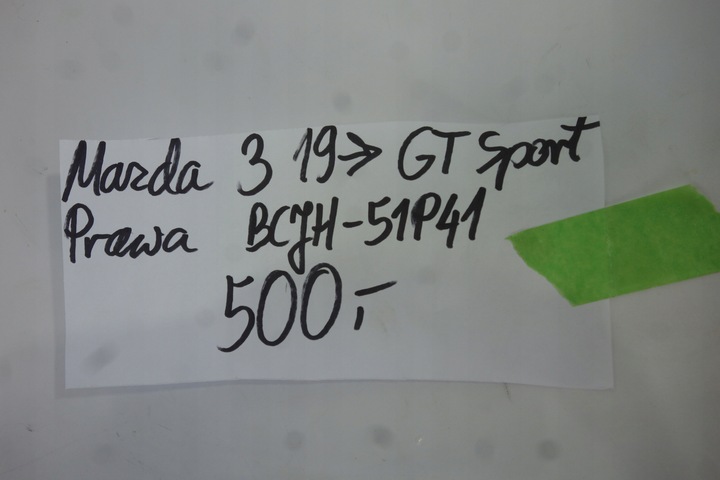 Mazda 3 19→ GT Sport
Prawa BCJH-51P41
500,-